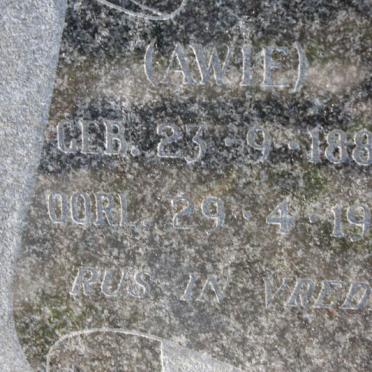 (AWIE)
GEB. 23-9-188
OORL. 29-4-19
RUS IN VRED